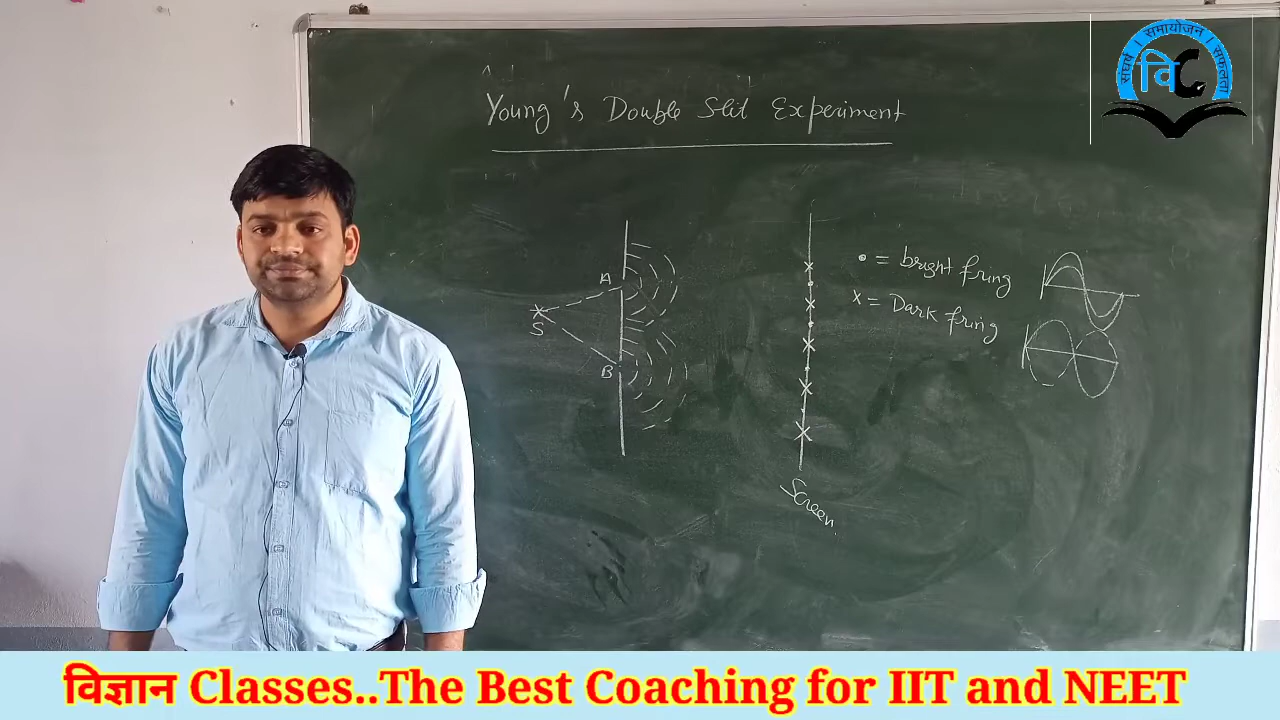 संघर्ष । समायोजन । सफलता
विC
Young's Double Slit Experiment
A
S
B
• = bright fring
x = Dark fring
Screen
विज्ञान Classes..The Best Coaching for IIT and NEET